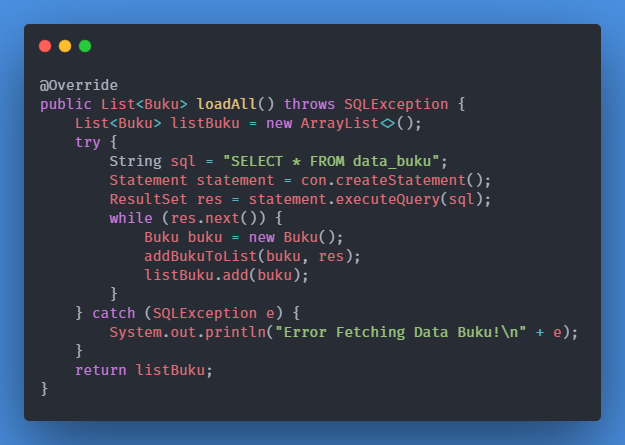 @Override
public List<Buku> loadAll() throws SQLException {
    List<Buku> listBuku = new ArrayList<>();
    try {
        String sql = "SELECT * FROM data_buku";
        Statement statement = con.createStatement();
        ResultSet res = statement.executeQuery(sql);
        while (res.next()) {
            Buku buku = new Buku();
            addBukuToList(buku, res);
            listBuku.add(buku);
        }
    } catch (SQLException e) {
        System.out.println("Error Fetching Data Buku!\n" + e);
    }
    return listBuku;
}